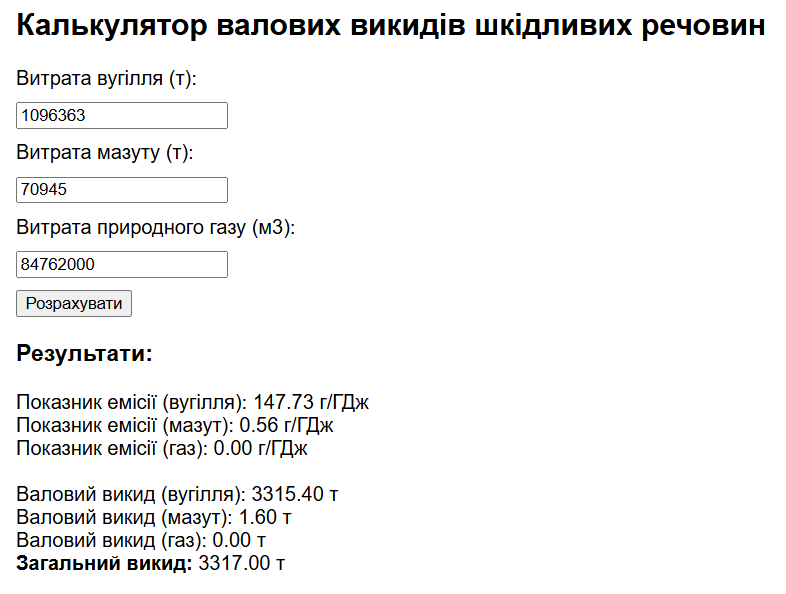 Калькулятор валових викидів шкідливих речовин
Витрата вугілля (т):
1096363
Витрата мазуту (т):
70945
Витрата природного газу (м3):
84762000
Розрахувати
Результати:
Показник емісії (вугілля): 147.73 г/ГДж
Показник емісії (мазут): 0.56 г/ГДж
Показник емісії (газ): 0.00 г/ГДж
Валовий викид (вугілля): 3315.40 т
Валовий викид (мазут): 1.60 т
Валовий викид (газ): 0.00 т
Загальний викид: 3317.00 т